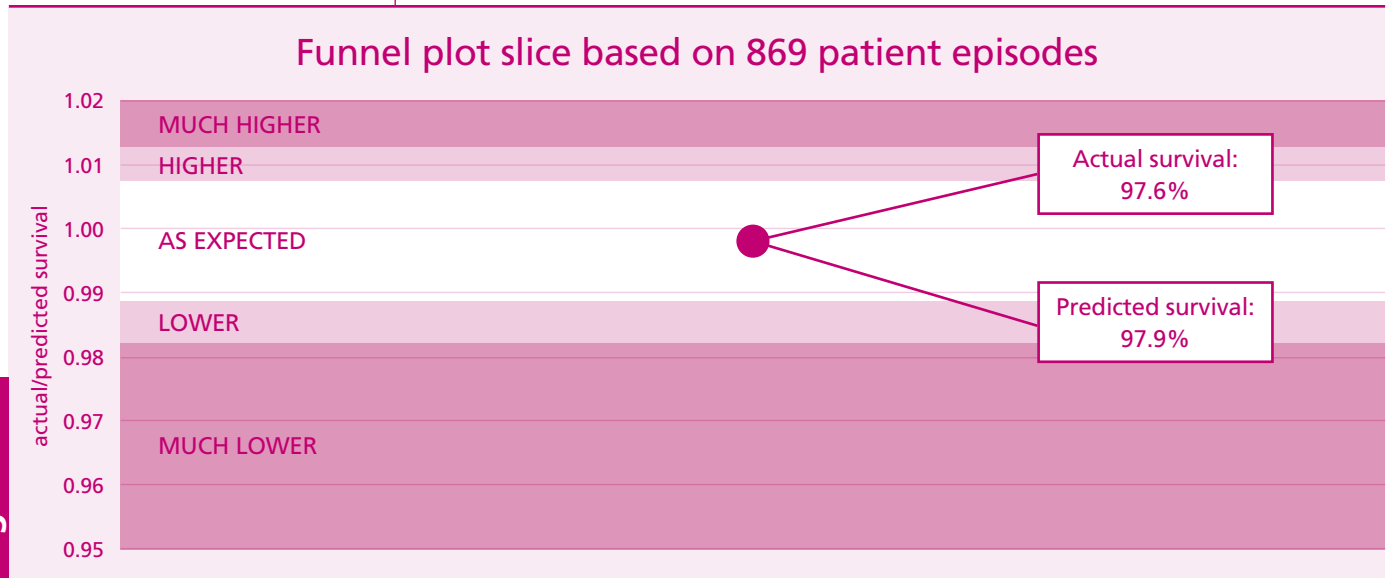 Funnel plot slice based on 869 patient episodes
actual/predicted survival
1.02
1.01
1.00
0.99
0.98
0.97
0.96
0.95
MUCH HIGHER
HIGHER
AS EXPECTED
LOWER
MUCH LOWER
Actual survival:
97.6%
Predicted survival:
97.9%